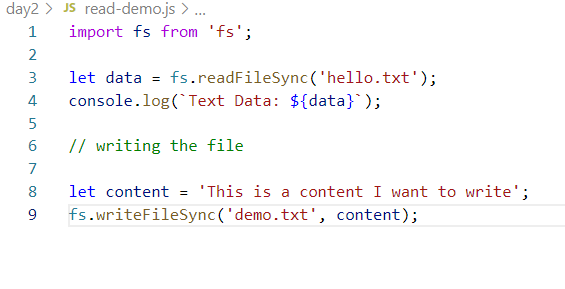 day2 > JS read-demo.js > ...
1 import fs from 'fs';
2
3 let data = fs.readFileSync('hello.txt');
4 console.log(`Text Data: ${data}`);
5
6 // writing the file
7
8 let content = 'This is a content I want to write';
9 fs.writeFileSync('demo.txt', content);